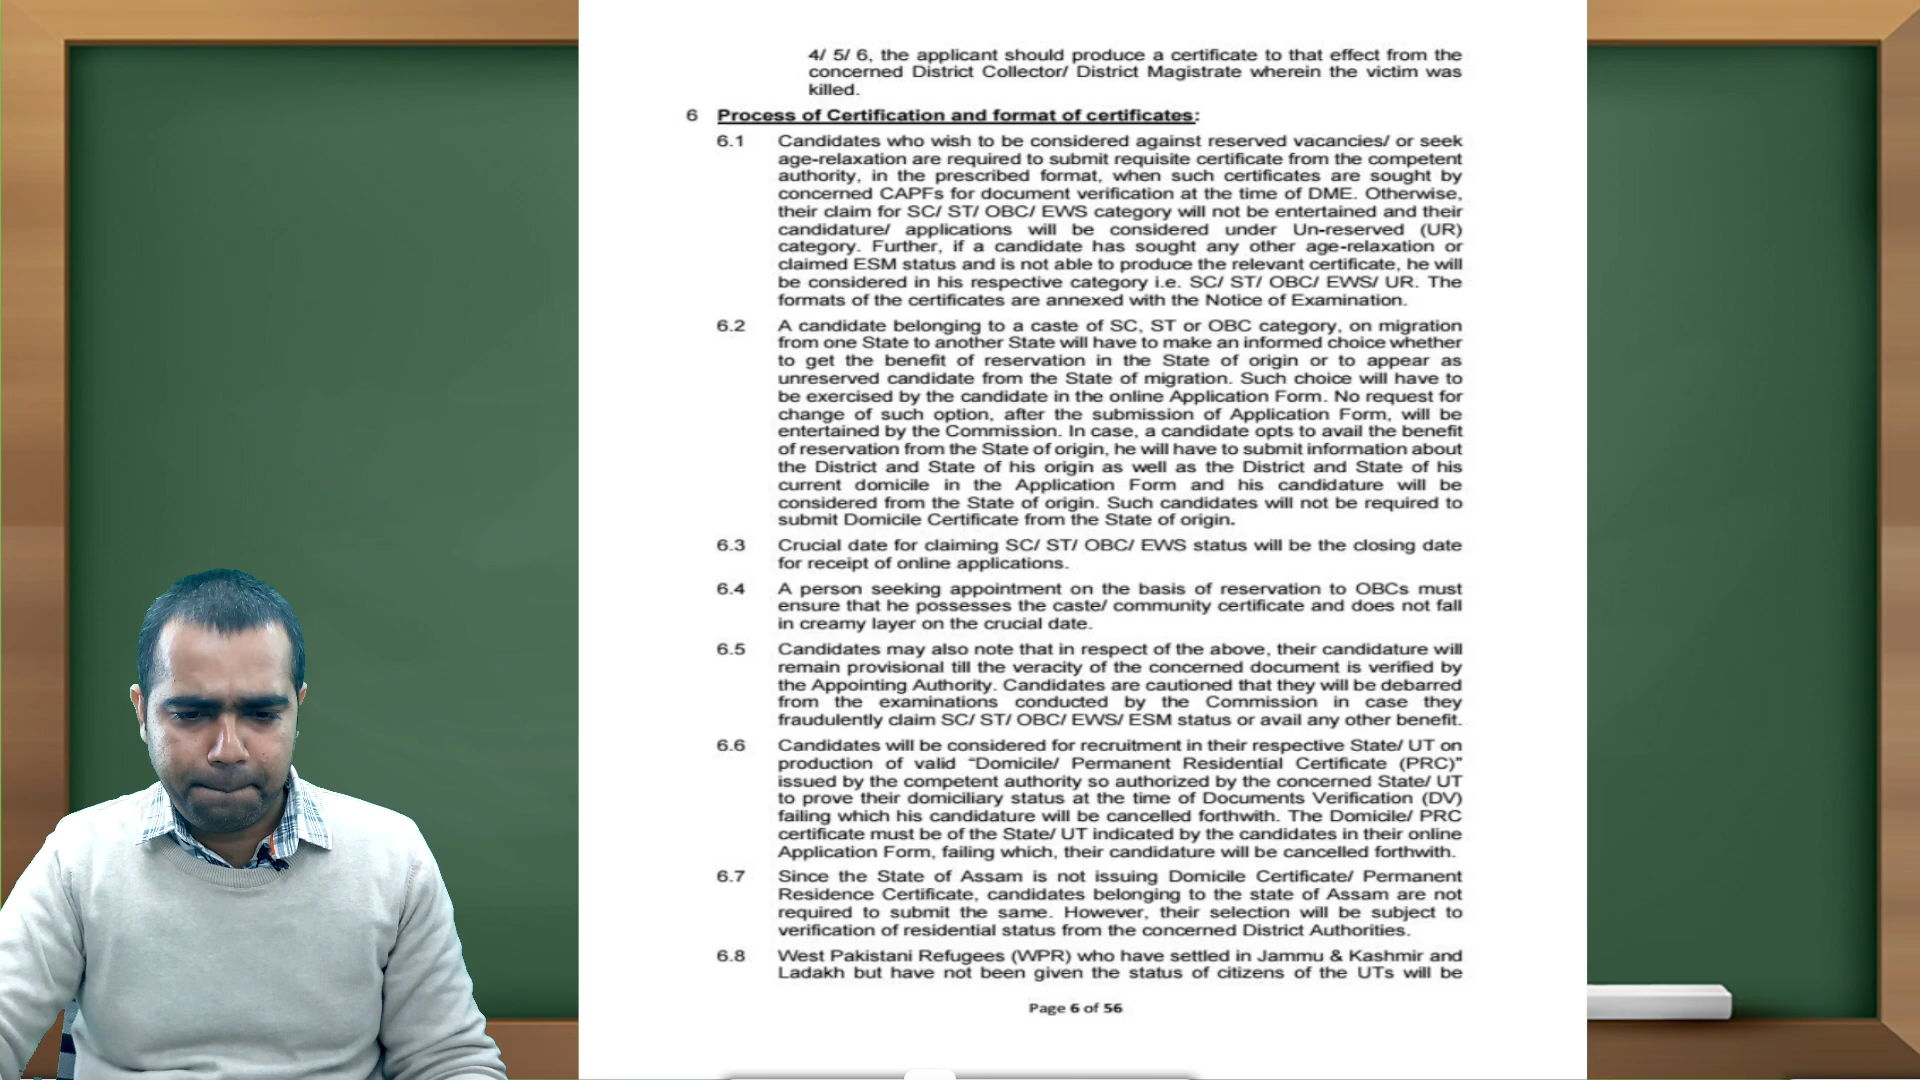 4/ 5/ 6, the applicant should produce a certificate to that effect from the
concerned District Collector/ District Magistrate wherein the victim was
killed.
6 Process of Certification and format of certificates:
6.1 Candidates who wish to be considered against reserved vacancies/ or seek
age-relaxation are required to submit requisite certificate from the competent
authority, in the prescribed format, when such certificates are sought by
concerned CAPFs for document verification at the time of DME. Otherwise,
their claim for SC/ ST/ OBC/ EWS category will not be entertained and their
candidature/ applications will be considered under Un-reserved (UR)
category. Further, if a candidate has sought any other age-relaxation or
claimed ESM status and is not able to produce the relevant certificate, he will
be considered in his respective category i.e. SC/ ST/ OBC/ EWS/ UR. The
formats of the certificates are annexed with the Notice of Examination.
6.2 A candidate belonging to a caste of SC, ST or OBC category, on migration
from one State to another State will have to make an informed choice whether
to get the benefit of reservation in the State of origin or to appear as
unreserved candidate from the State of migration. Such choice will have to
be exercised by the candidate in the online Application Form. No request for
change of such option, after the submission of Application Form, will be
entertained by the Commission. In case, a candidate opts to avail the benefit
of reservation from the State of origin, he will have to submit information about
the District and State of his origin as well as the District and State of his
current domicile in the Application Form and his candidature will be
considered from the State of origin. Such candidates will not be required to
submit Domicile Certificate from the State of origin.
6.3 Crucial date for claiming SC/ ST/ OBC/ EWS status will be the closing date
for receipt of online applications.
6.4 A person seeking appointment on the basis of reservation to OBCs must
ensure that he possesses the caste/ community certificate and does not fall
in creamy layer on the crucial date.
6.5 Candidates may also note that in respect of the above, their candidature will
remain provisional till the veracity of the concerned document is verified by
the Appointing Authority. Candidates are cautioned that they will be debarred
from the examinations conducted by the Commission in case they
fraudulently claim SC/ ST/ OBC/ EWS/ ESM status or avail any other benefit.
6.6 Candidates will be considered for recruitment in their respective State/ UT on
production of valid “Domicile/ Permanent Residential Certificate (PRC)”
issued by the competent authority so authorized by the concerned State/ UT
to prove their domiciliary status at the time of Documents Verification (DV)
failing which his candidature will be cancelled forthwith. The Domicile/ PRC
certificate must be of the State/ UT indicated by the candidates in their online
Application Form, failing which, their candidature will be cancelled forthwith.
6.7 Since the State of Assam is not issuing Domicile Certificate/ Permanent
Residence Certificate, candidates belonging to the state of Assam are not
required to submit the same. However, their selection will be subject to
verification of residential status from the concerned District Authorities.
6.8 West Pakistani Refugees (WPR) who have settled in Jammu & Kashmir and
Ladakh but have not been given the status of citizens of the UTs will be
Page 6 of 56